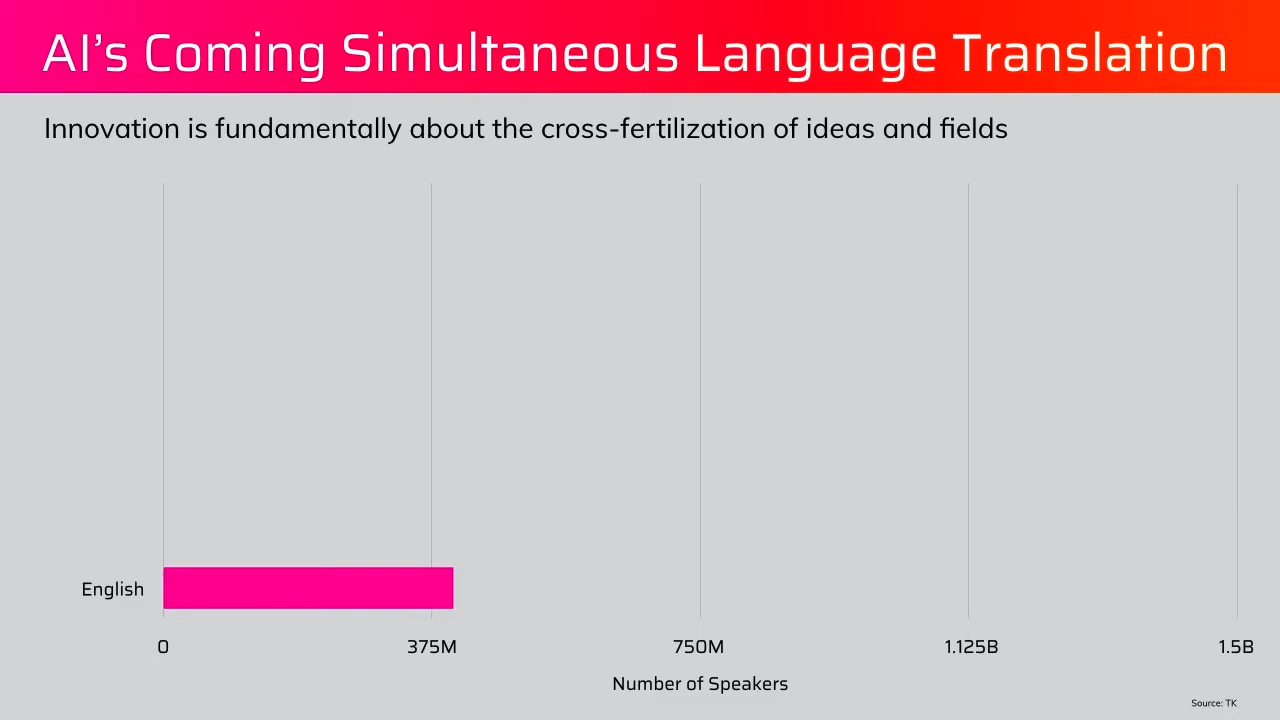 AI’s Coming Simultaneous Language Translation
Innovation is fundamentally about the cross-fertilization of ideas and fields
English
0 375M 750M 1.125B 1.5B
Number of Speakers
Source: TK